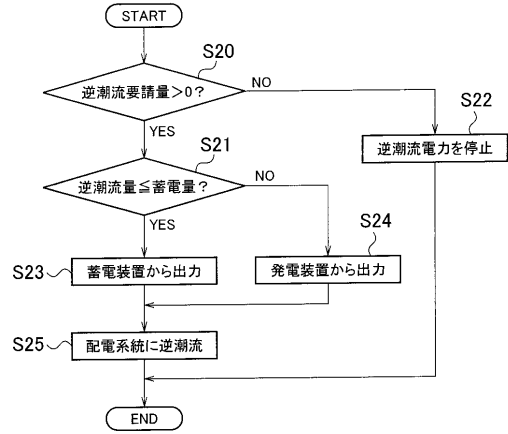 START
S20
逆潮流要請量>0?
NO
YES
S22
逆潮流電力を停止
S21
逆潮流量≦蓄電量?
NO
YES
S24
発電装置から出力
S23
蓄電装置から出力
S25
配電系統に逆潮流
END